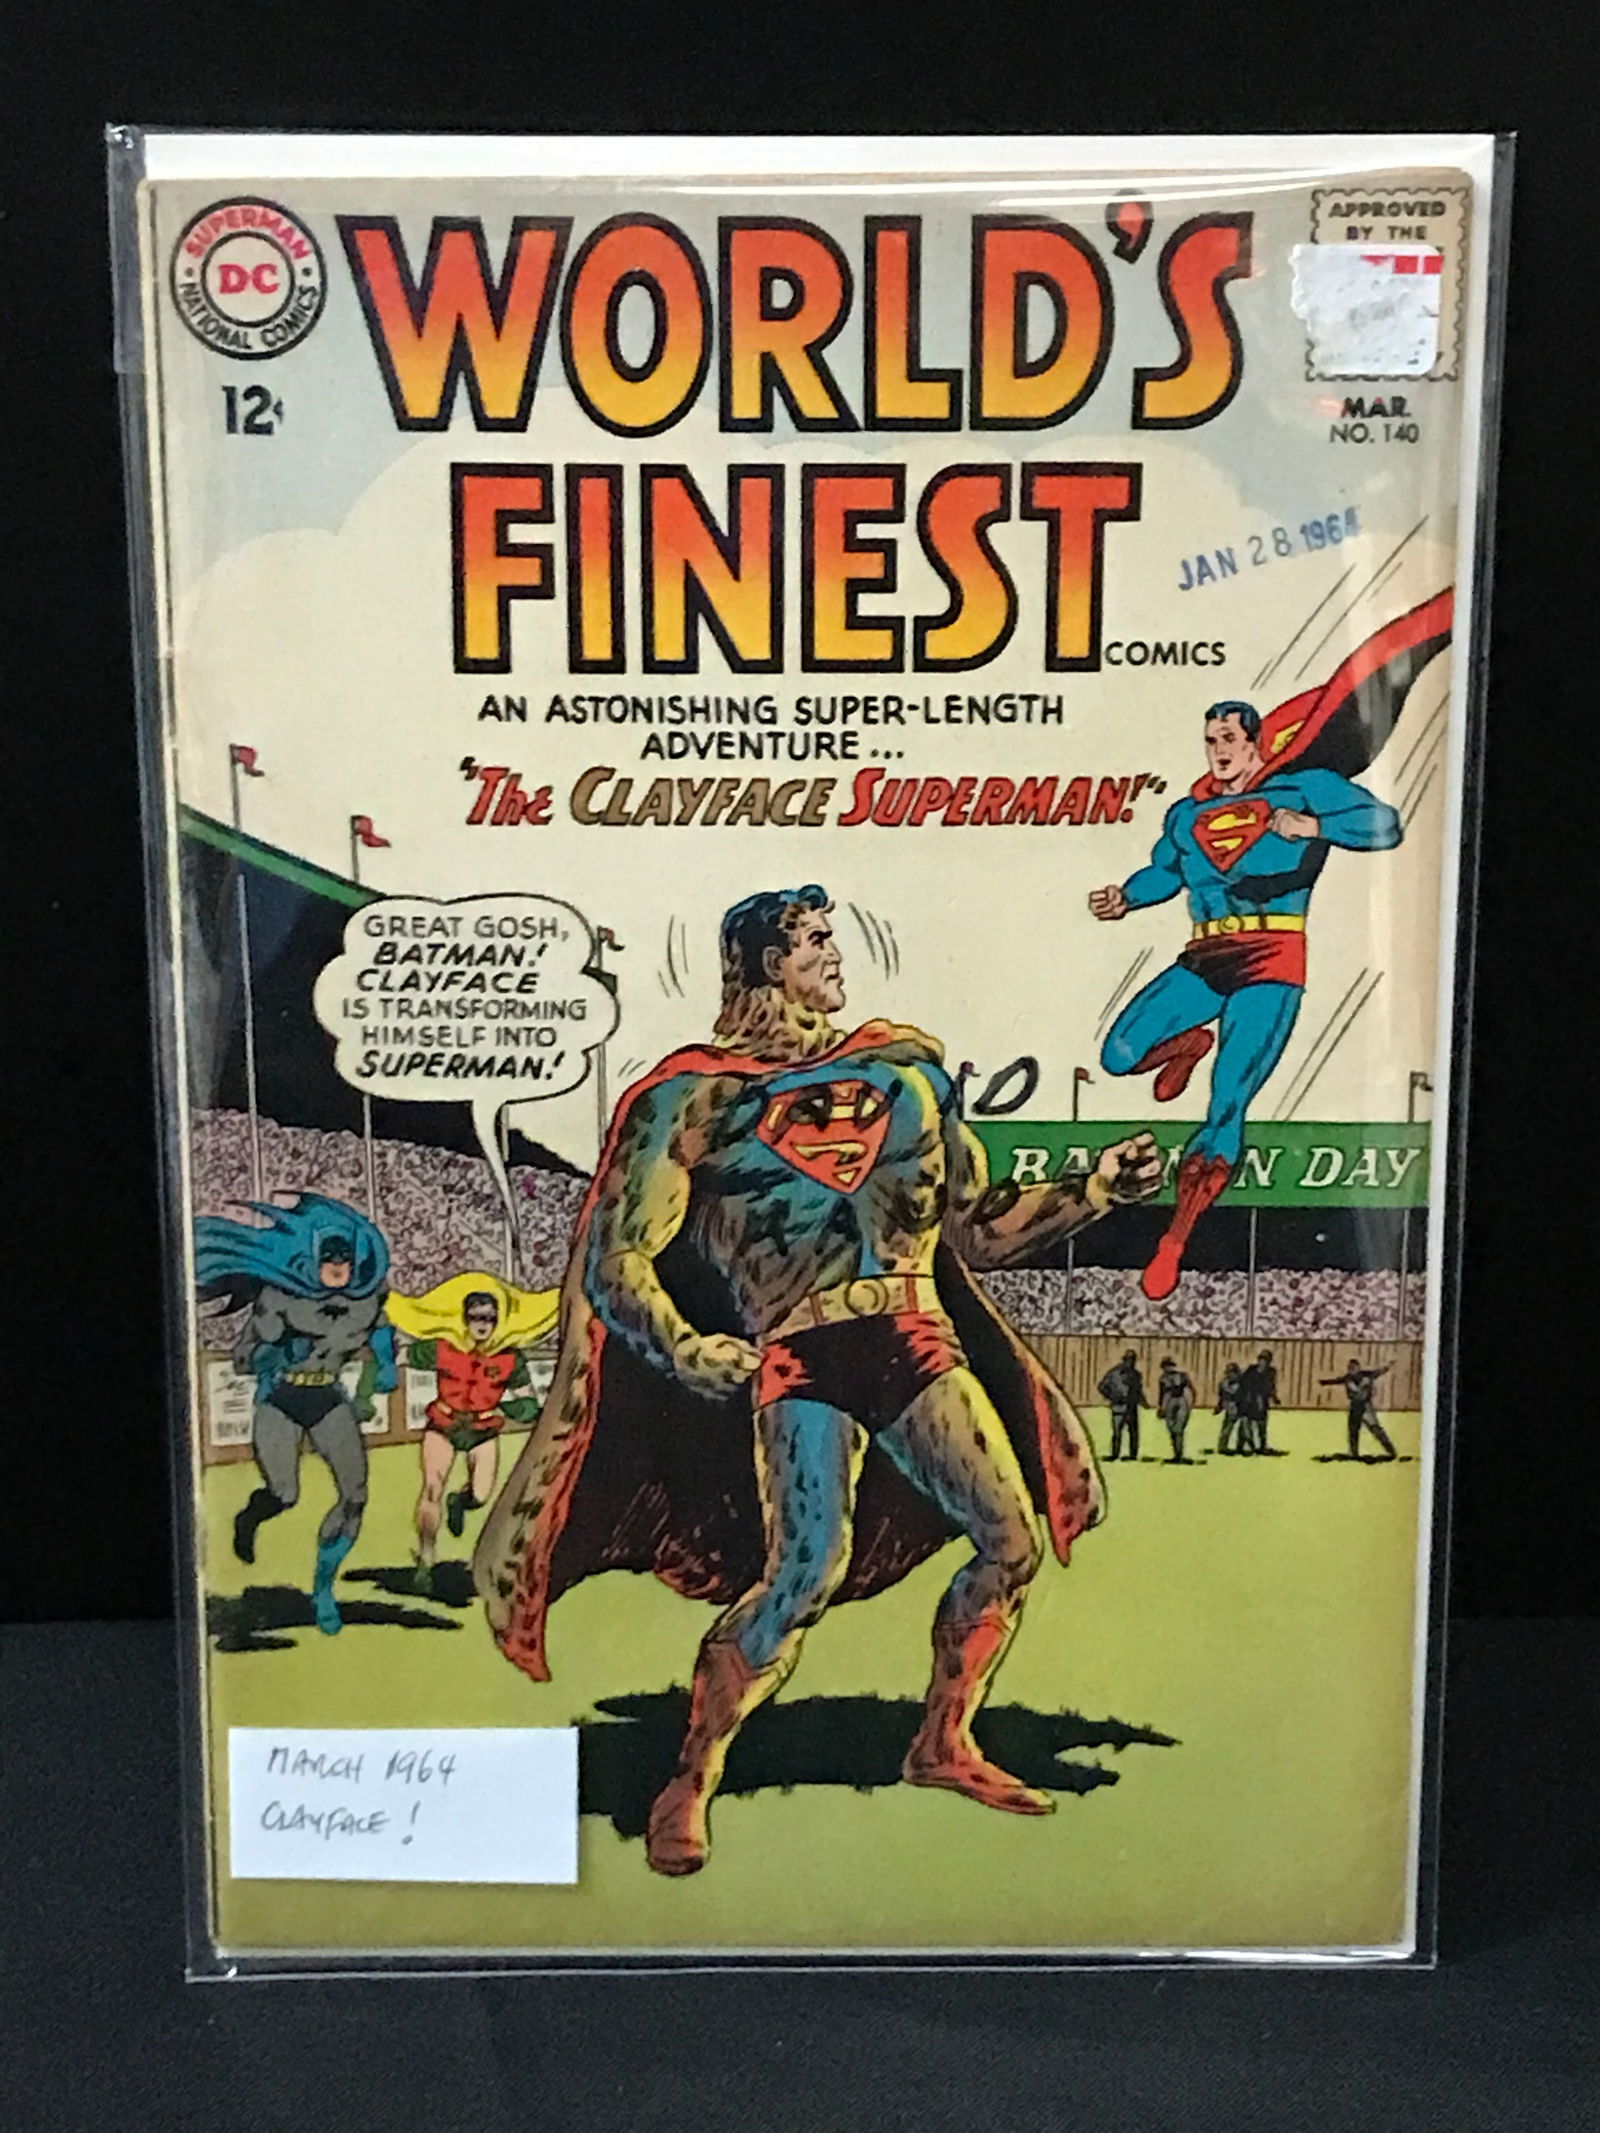 SUPERMAN
DC
NATIONAL COMICS
12¢
WORLD'S
FINEST
COMICS
APPROVED
BY THE
MAR.
NO. 140
JAN 28 1964
AN ASTONISHING SUPER-LENGTH
ADVENTURE...
"The CLAYFACE SUPERMAN!"
GREAT GOSH,
BATMAN!
CLAYFACE
IS TRANSFORMING
HIMSELF INTO
SUPERMAN!
D
BA M N DAY
MARCH 1964
CLAYFACE!